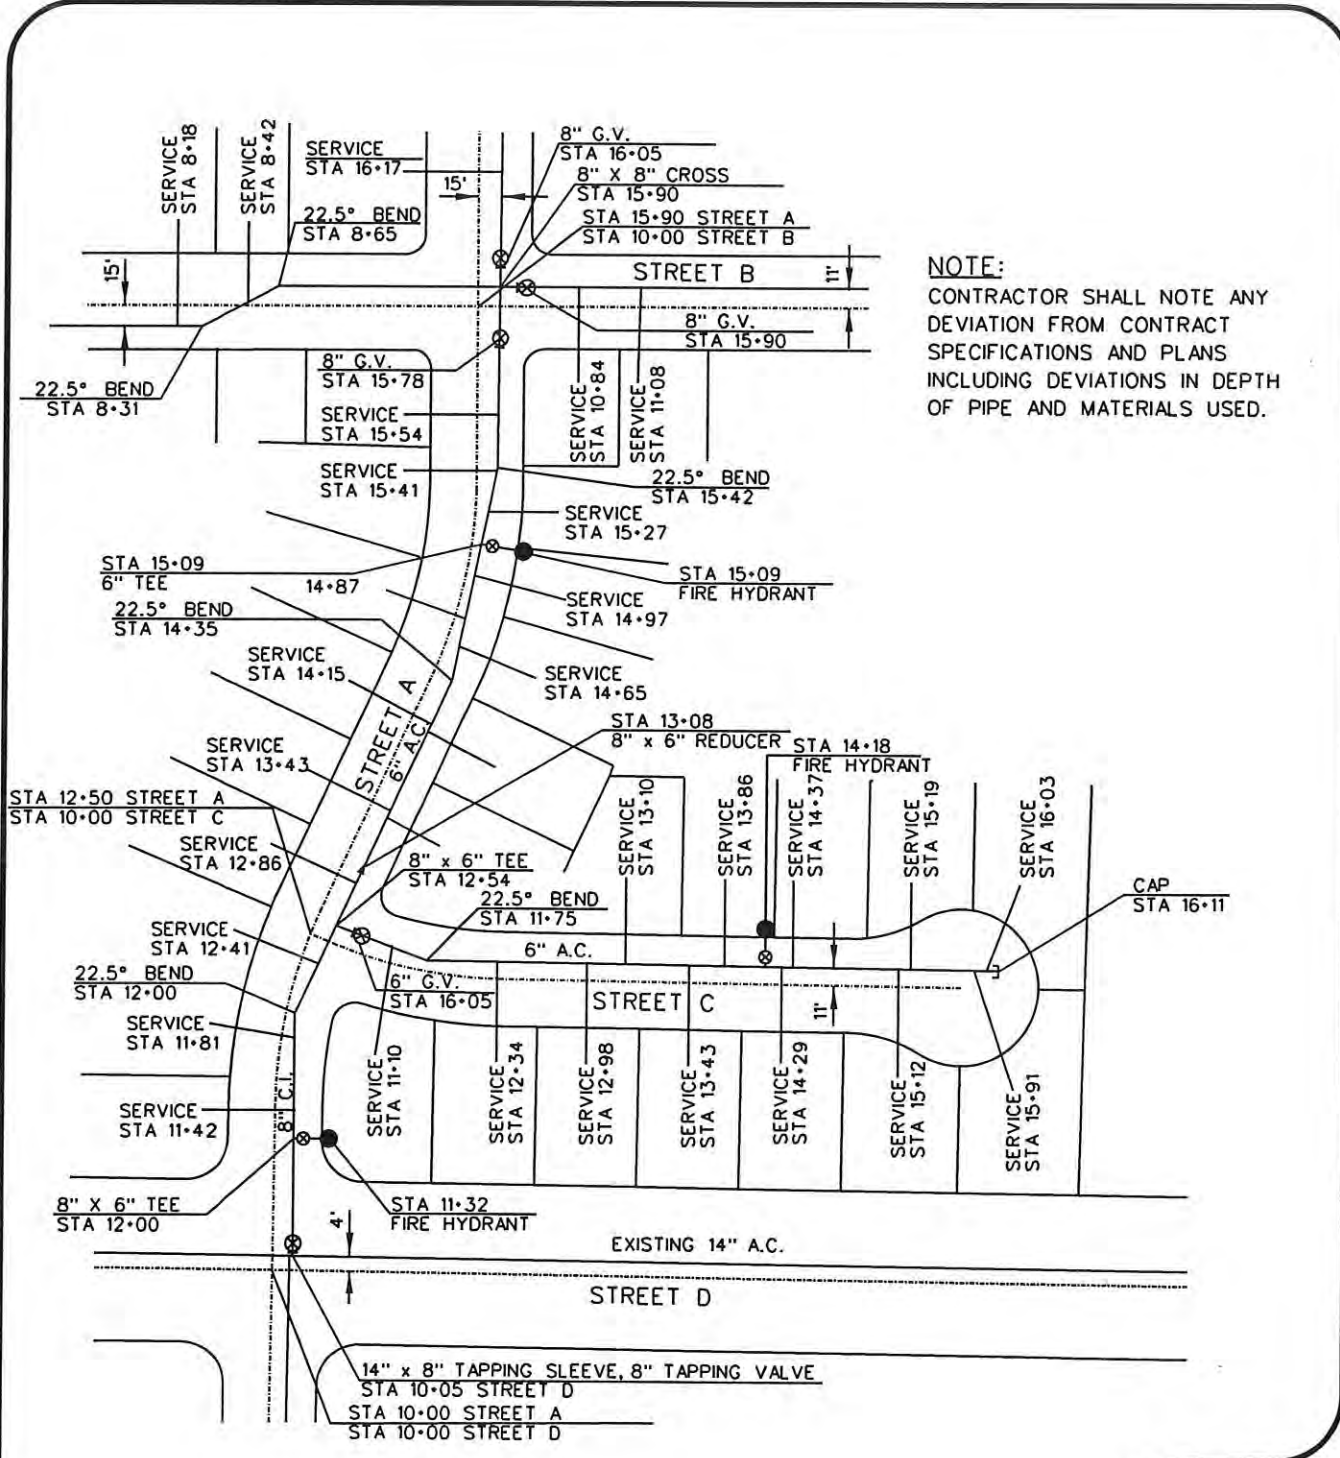 SERVICE
STA 8+18
SERVICE
STA 8+42
SERVICE
STA 16+17
15'
8" G.V.
STA 16+05
8" X 8" CROSS
STA 15+90
STA 15+90 STREET A
STA 10+00 STREET B
22.5° BEND
STA 8+65
15'
STREET B
11'
8" G.V.
STA 15+90
NOTE:
CONTRACTOR SHALL NOTE ANY
DEVIATION FROM CONTRACT
SPECIFICATIONS AND PLANS
INCLUDING DEVIATIONS IN DEPTH
OF PIPE AND MATERIALS USED.
22.5° BEND
STA 8+31
8" G.V.
STA 15+78
SERVICE
STA 15+54
SERVICE
STA 10+84
SERVICE
STA 11+08
SERVICE
STA 15+41
22.5° BEND
STA 15+42
SERVICE
STA 15+27
STA 15+09
6" TEE
14+87
STA 15+09
FIRE HYDRANT
22.5° BEND
STA 14+35
SERVICE
STA 14+97
SERVICE
STA 14+15
SERVICE
STA 14+65
STREET A
6" A.C.
STA 13+08
8" x 6" REDUCER
STA 14+18
FIRE HYDRANT
SERVICE
STA 13+43
STA 12+50 STREET A
STA 10+00 STREET C
SERVICE
STA 12+86
8" x 6" TEE
STA 12+54
22.5° BEND
STA 11+75
SERVICE
STA 13+10
SERVICE
STA 13+86
SERVICE
STA 14+37
SERVICE
STA 15+19
SERVICE
STA 16+03
CAP
STA 16+11
SERVICE
STA 12+41
6" A.C.
22.5° BEND
STA 12+00
6" G.V.
STA 16+05
STREET C
11'
SERVICE
STA 11+81
8" C.I.
SERVICE
STA 11+42
SERVICE
STA 11+10
SERVICE
STA 12+34
SERVICE
STA 12+98
SERVICE
STA 13+43
SERVICE
STA 14+29
SERVICE
STA 15+12
SERVICE
STA 15+91
8" X 6" TEE
STA 12+00
STA 11+32
FIRE HYDRANT
4'
EXISTING 14" A.C.
STREET D
14" x 8" TAPPING SLEEVE, 8" TAPPING VALVE
STA 10+05 STREET D
STA 10+00 STREET A
STA 10+00 STREET D